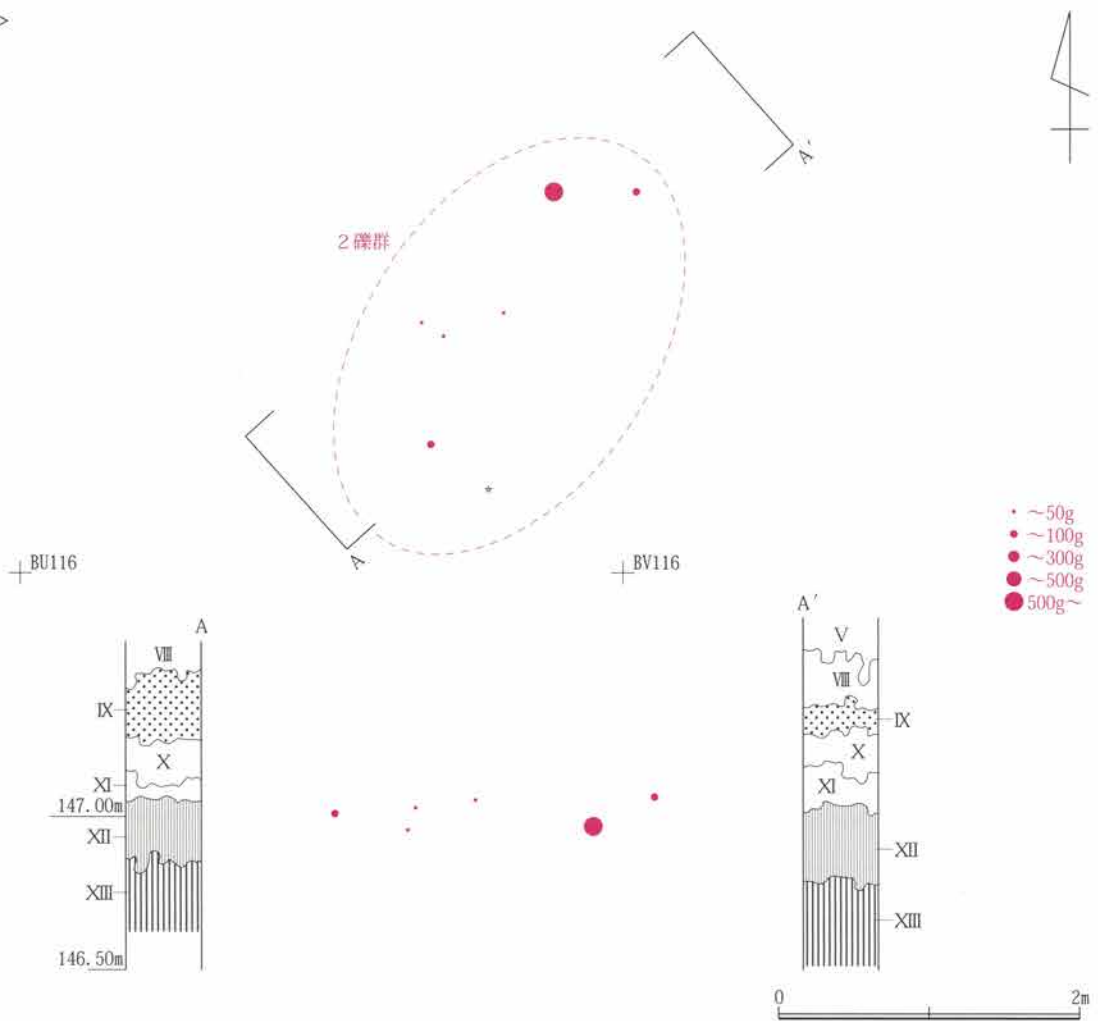 A′
2礫群
A
～50g
～100g
～300g
～500g
500g～
BU116
BV116
A
Ⅷ
Ⅸ
Ⅹ
Ⅺ
147.00m
Ⅻ
XIII
146.50m
A′
Ⅴ
Ⅷ
Ⅸ
Ⅹ
Ⅺ
Ⅻ
XIII
0
2m